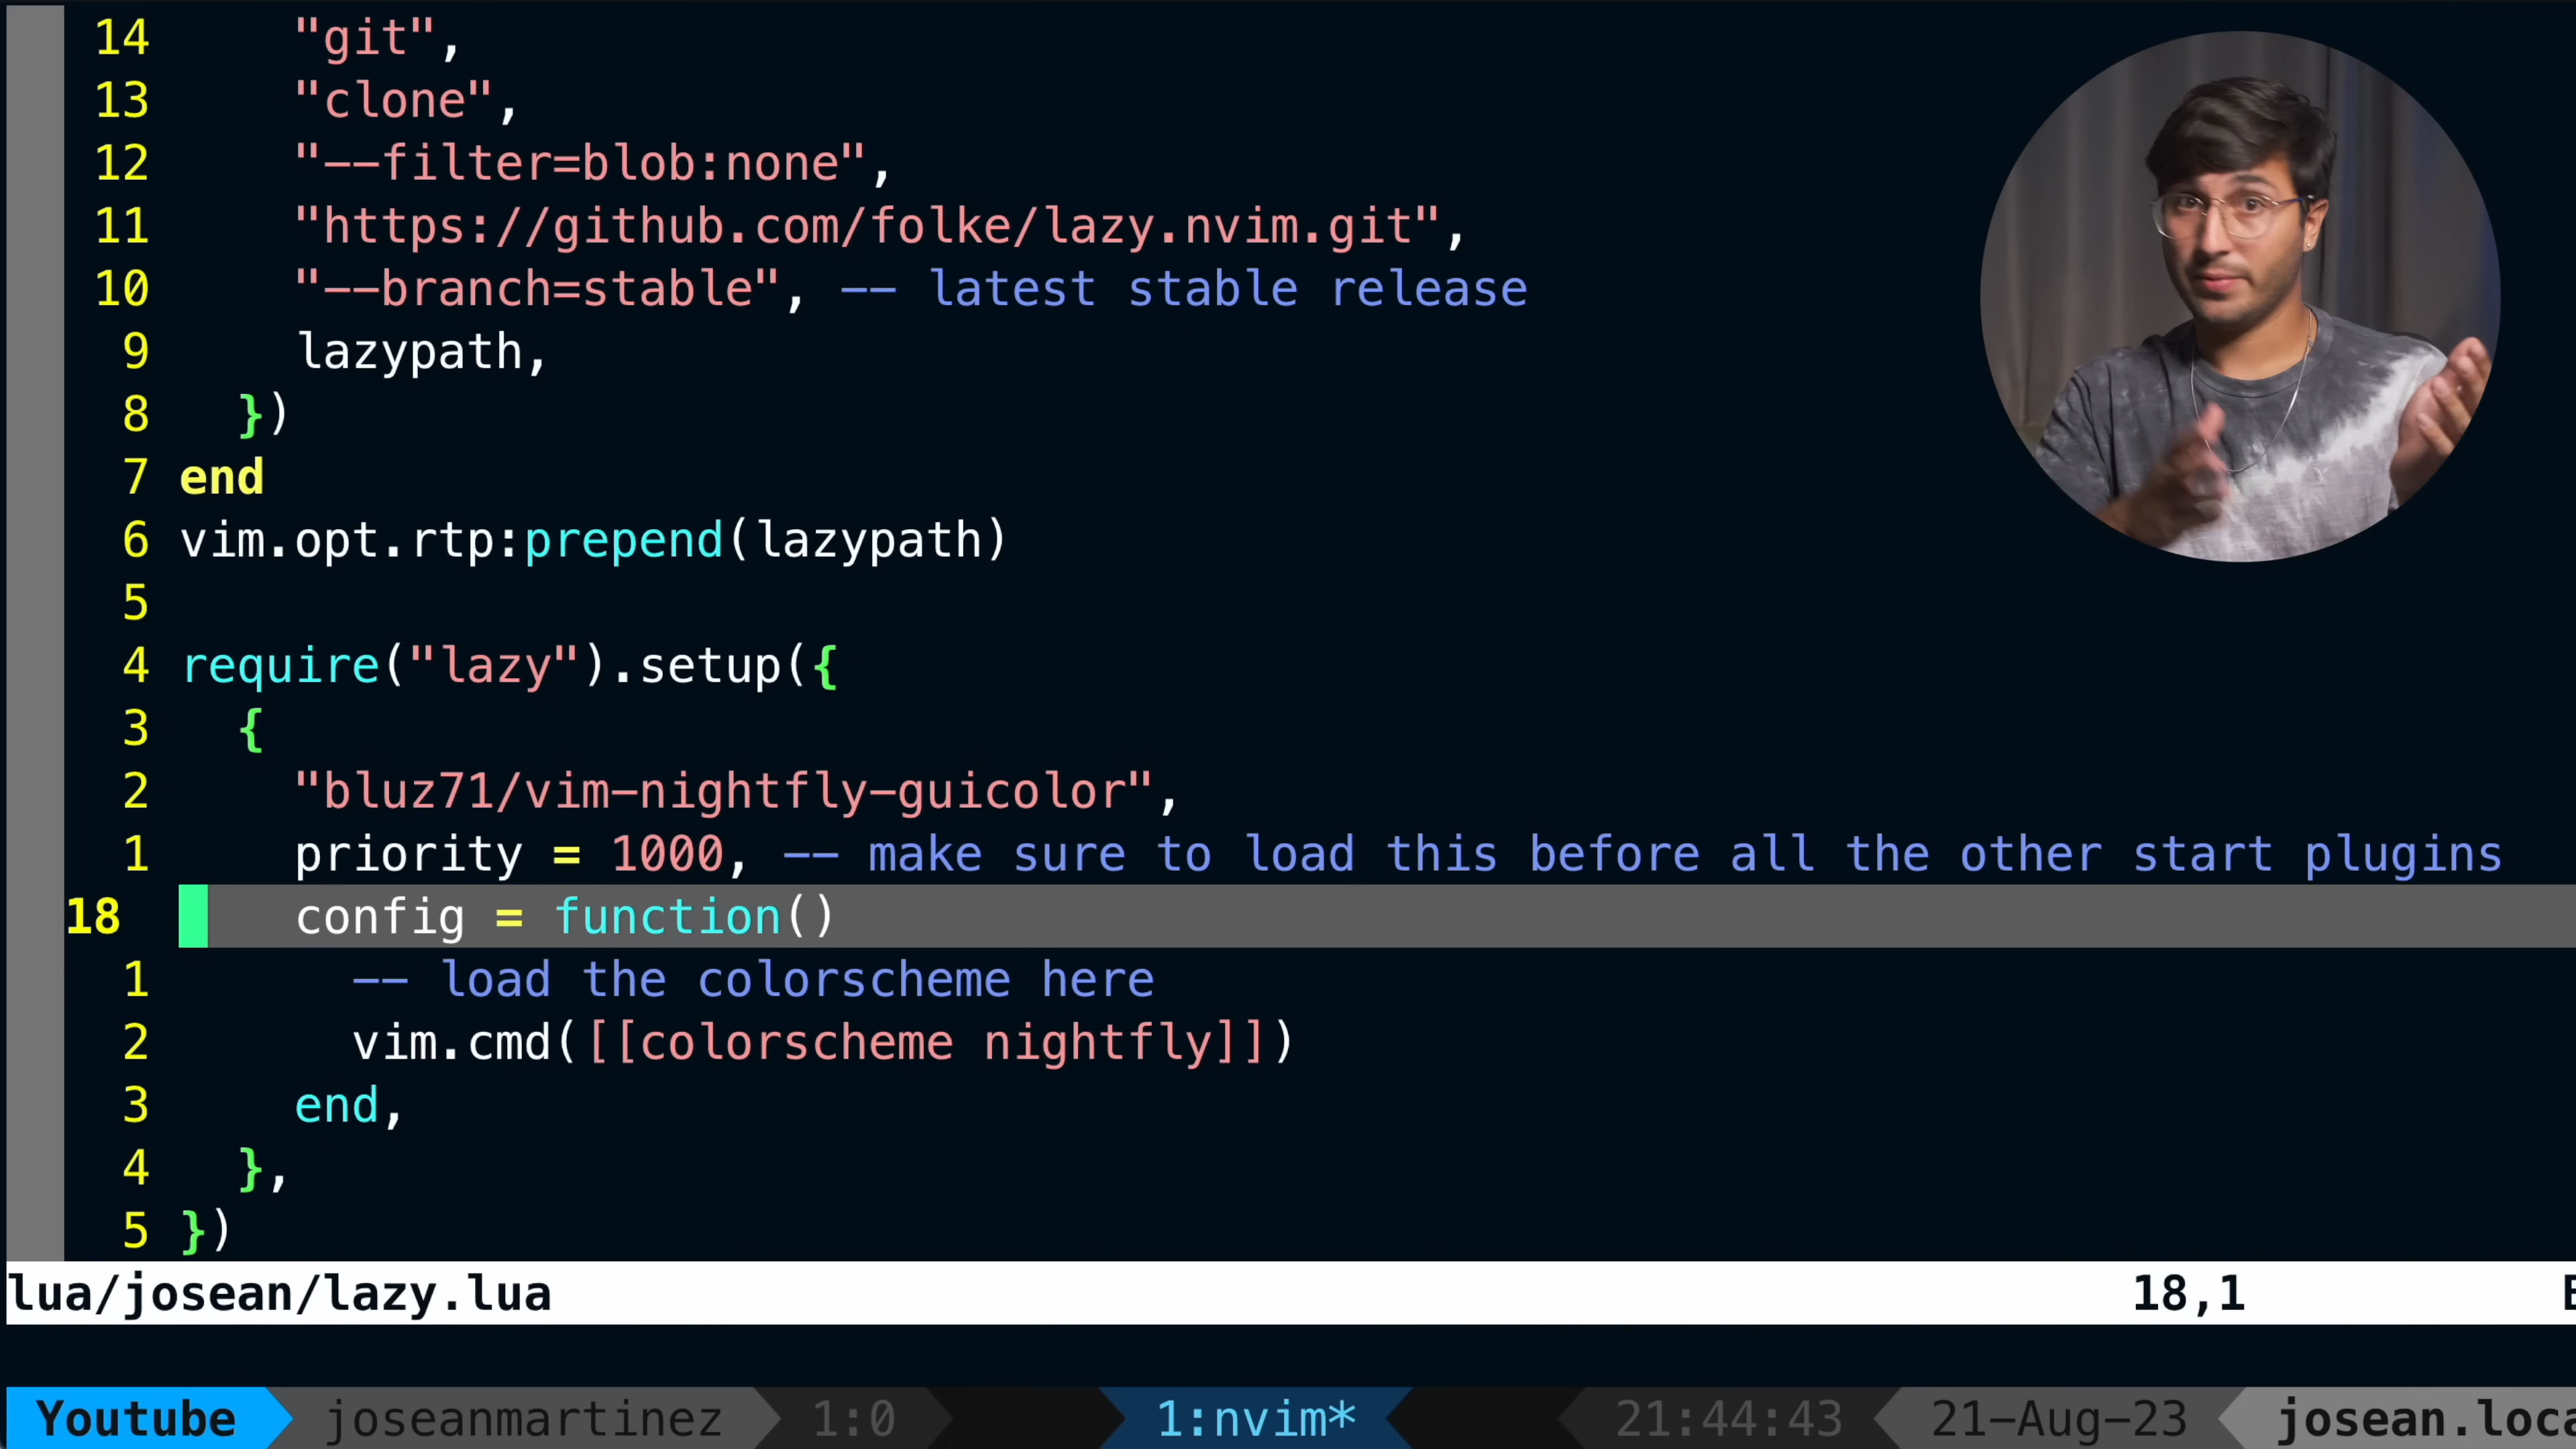 14 "git",
13 "clone",
12 "--filter=blob:none",
11 "https://github.com/folke/lazy.nvim.git",
10 "--branch=stable", -- latest stable release
9 lazypath,
8 })
7 end
6 vim.opt.rtp:prepend(lazypath)
5
4 require("lazy").setup({
3 {
2 "bluz71/vim-nightfly-guicolor",
1 priority = 1000, -- make sure to load this before all the other start plugins
18 config = function()
1 -- load the colorscheme here
2 vim.cmd([[colorscheme nightfly]])
3 end,
4 },
5 })
lua/josean/lazy.lua 18,1
Youtube joseanmartinez 1:0 1:nvim* 21:44:43 21-Aug-23